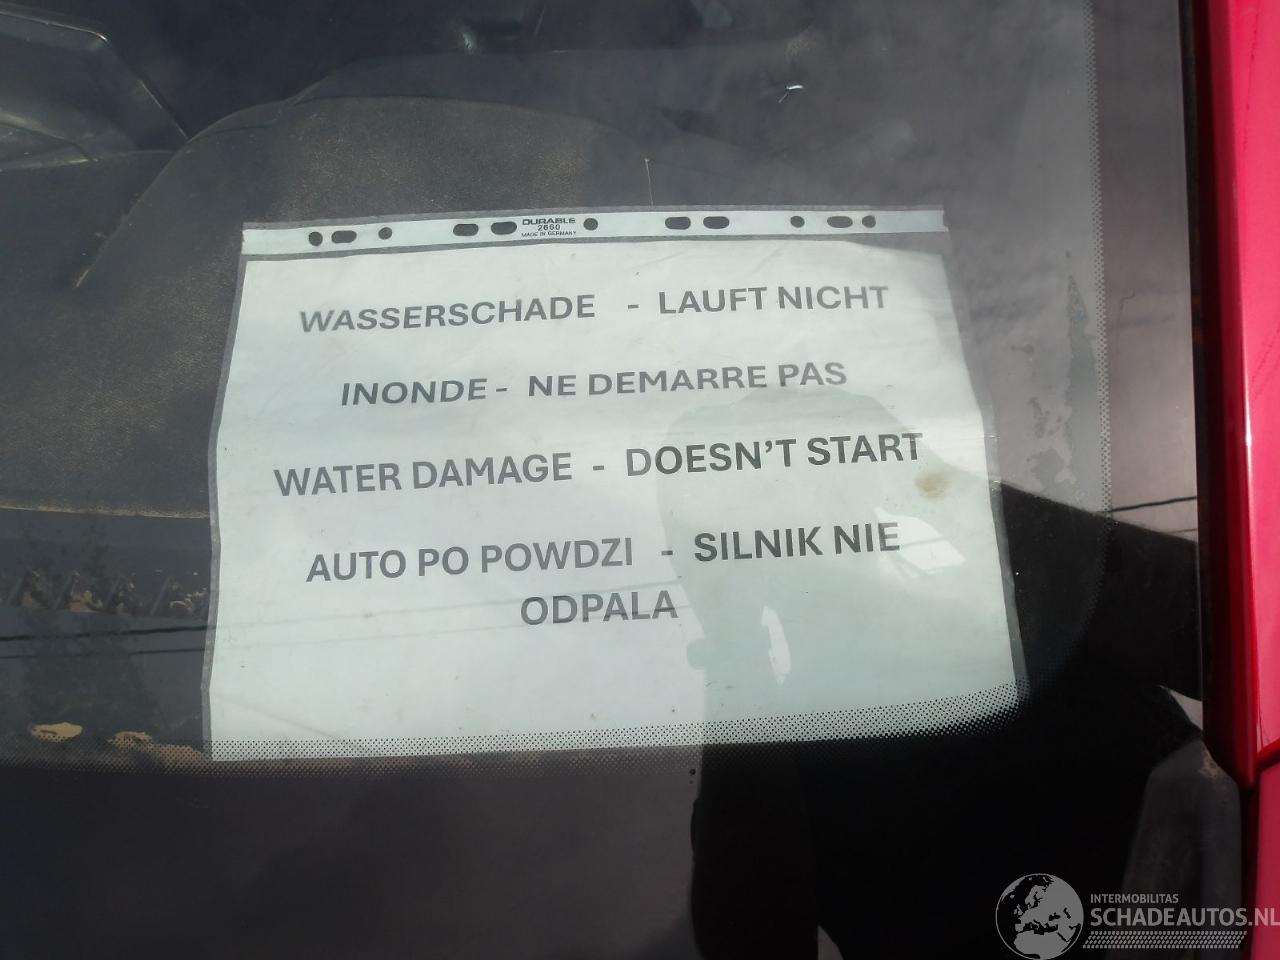 DURABLE
2660
MADE IN GERMANY
WASSERSCHADE - LAUFT NICHT
INONDE - NE DEMARRE PAS
WATER DAMAGE - DOESN'T START
AUTO PO POWDZI - SILNIK NIE
ODPALA
INTERMOBILITAS
SCHADEAUTOS.NL